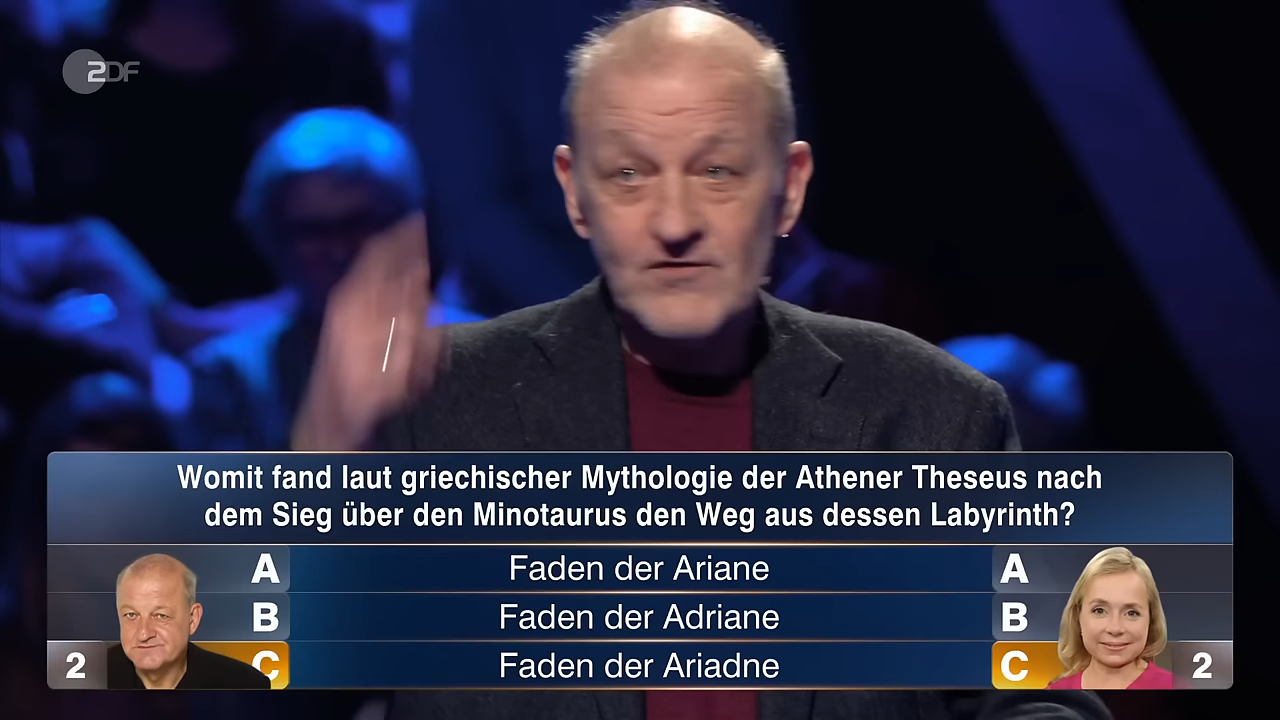 ZDF
Womit fand laut griechischer Mythologie der Athener Theseus nach
dem Sieg über den Minotaurus den Weg aus dessen Labyrinth?
A Faden der Ariane A
B Faden der Adriane B
2 C Faden der Ariadne C 2